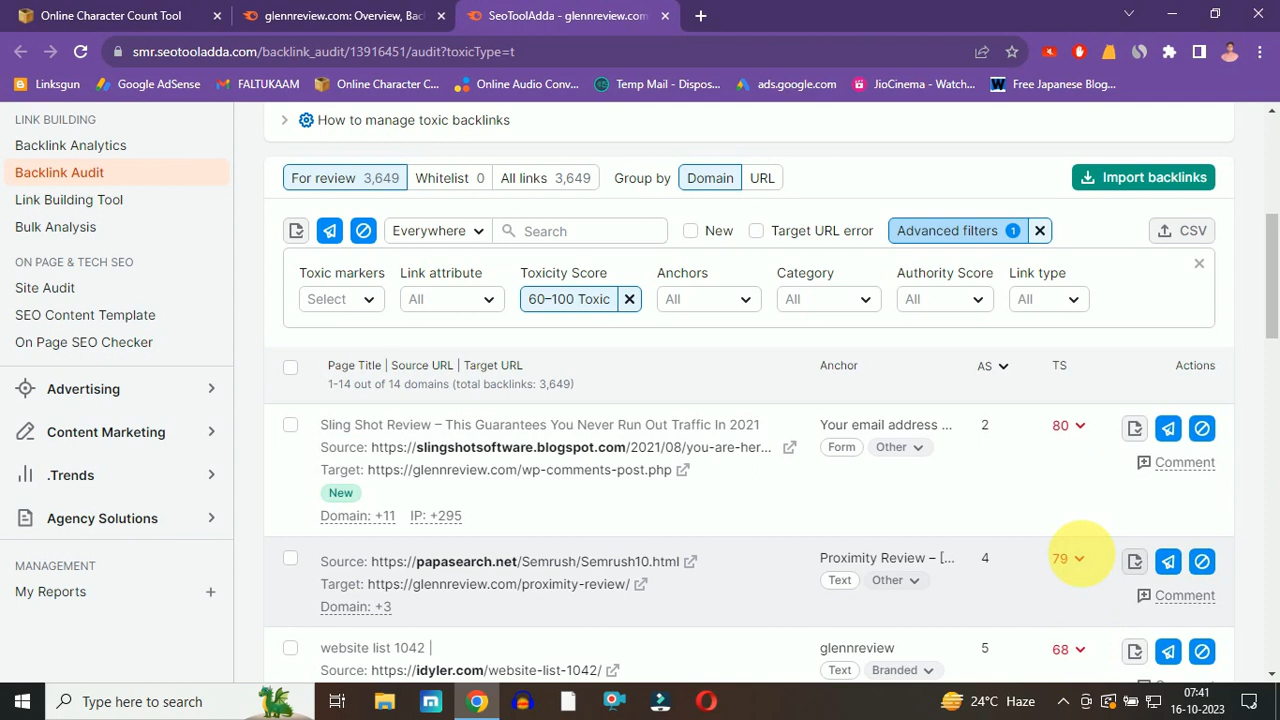 Online Character Count Tool
glennreview.com: Overview, Bac
SeoToolAdda - glennreview.com:
smr.seotooladda.com/backlink_audit/13916451/audit?toxicType=t
Linksgun
Google AdSense
FALTUKAAM
Online Character C...
Online Audio Conv...
Temp Mail - Dispos...
ads.google.com
JioCinema - Watch...
Free Japanese Blog...
LINK BUILDING
Backlink Analytics
Backlink Audit
Link Building Tool
Bulk Analysis
ON PAGE & TECH SEO
Site Audit
SEO Content Template
On Page SEO Checker
Advertising
Content Marketing
.Trends
Agency Solutions
MANAGEMENT
My Reports +
How to manage toxic backlinks
For review 3,649 Whitelist 0 All links 3,649 Group by Domain URL
Import backlinks
Everywhere Search New Target URL error Advanced filters 1 CSV
Toxic markers Link attribute Toxicity Score Anchors Category Authority Score Link type
Select All 60–100 Toxic All All All All
Page Title | Source URL | Target URL Anchor AS TS Actions
1-14 out of 14 domains (total backlinks: 3,649)
Sling Shot Review – This Guarantees You Never Run Out Traffic In 2021 Your email address ... 2 80
Source: https://slingshotsoftware.blogspot.com/2021/08/you-are-her... Form Other
Target: https://glennreview.com/wp-comments-post.php Comment
New
Domain: +11 IP: +295
Source: https://papasearch.net/Semrush/Semrush10.html Proximity Review – [... 4 79
Target: https://glennreview.com/proximity-review/ Text Other
Domain: +3 Comment
website list 1042 | glennreview 5 68
Source: https://idyler.com/website-list-1042/ Text Branded
Type here to search
24°C Haze
07:41
16-10-2023